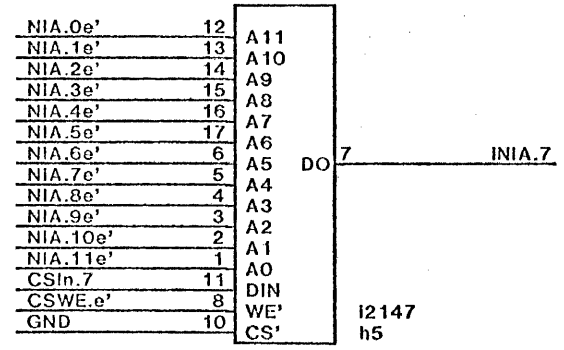 NIA.0e' 12 A11
NIA.1e' 13 A10
NIA.2e' 14 A9
NIA.3e' 15 A8
NIA.4e' 16 A7
NIA.5e' 17 A6
NIA.6e' 6 A5 DO 7 INIA.7
NIA.7e' 5 A4
NIA.8e' 4 A3
NIA.9e' 3 A2
NIA.10e' 2 A1
NIA.11e' 1 A0
CSIn.7 11 DIN
CSWE.e' 8 WE' i2147
GND 10 CS' h5